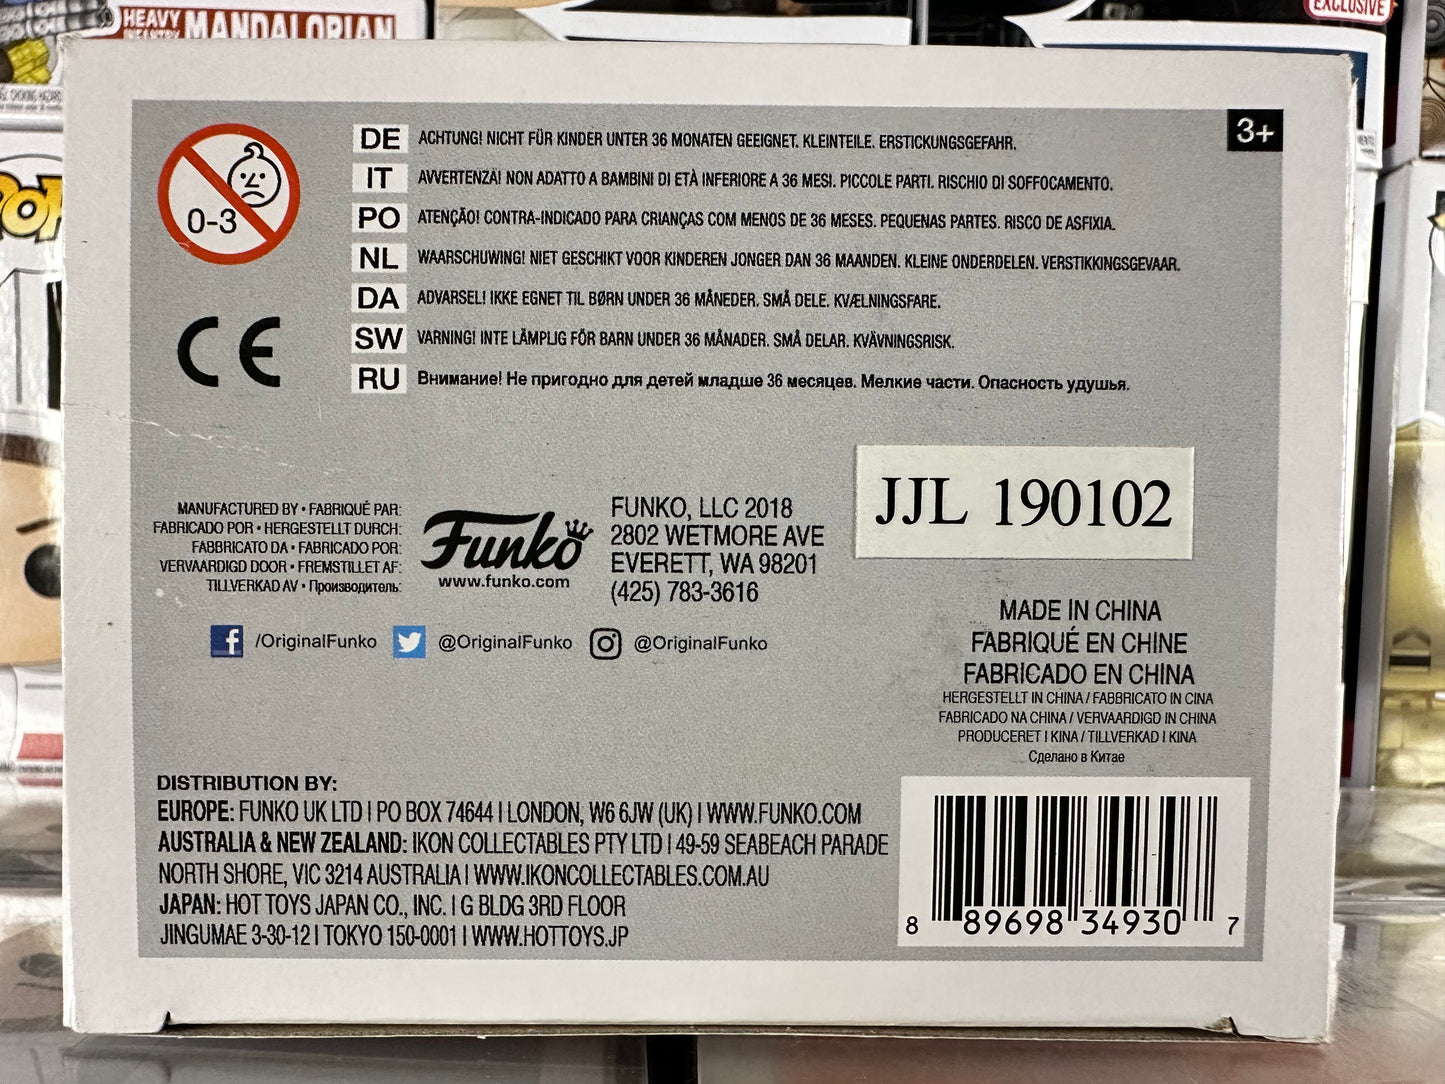 HEAVY
INFANTRY MANDALORIAN
EXCLUSIVE
3+
0-3
DE ACHTUNG! NICHT FÜR KINDER UNTER 36 MONATEN GEEIGNET. KLEINTEILE. ERSTICKUNGSGEFAHR.
IT AVVERTENZA! NON ADATTO A BAMBINI DI ETÀ INFERIORE A 36 MESI. PICCOLE PARTI. RISCHIO DI SOFFOCAMENTO.
PO ATENÇÃO! CONTRA-INDICADO PARA CRIANÇAS COM MENOS DE 36 MESES. PEQUENAS PARTES. RISCO DE ASFIXIA.
NL WAARSCHUWING! NIET GESCHIKT VOOR KINDEREN JONGER DAN 36 MAANDEN. KLEINE ONDERDELEN. VERSTIKKINGSGEVAAR.
DA ADVARSEL! IKKE EGNET TIL BØRN UNDER 36 MÅNEDER. SMÅ DELE. KVÆLNINGSFARE.
SW VARNING! INTE LÄMPLIG FÖR BARN UNDER 36 MÅNADER. SMÅ DELAR. KVÄVNINGSRISK.
RU Внимание! Не пригодно для детей младше 36 месяцев. Мелкие части. Опасность удушья.
CE
MANUFACTURED BY • FABRIQUÉ PAR:
FABRICADO POR • HERGESTELLT DURCH:
FABBRICATO DA • FABRICADO POR:
VERVAARDIGD DOOR • FREMSTILLET AF:
TILLVERKAD AV • Производитель:
Funko
www.funko.com
FUNKO, LLC 2018
2802 WETMORE AVE
EVERETT, WA 98201
(425) 783-3616
JJL 190102
/OriginalFunko @OriginalFunko @OriginalFunko
MADE IN CHINA
FABRIQUÉ EN CHINE
FABRICADO EN CHINA
HERGESTELLT IN CHINA / FABBRICATO IN CINA
FABRICADO NA CHINA / VERVAARDIGD IN CHINA
PRODUCERET I KINA / TILLVERKAD I KINA
Сделано в Китае
DISTRIBUTION BY:
EUROPE: FUNKO UK LTD | PO BOX 74644 | LONDON, W6 6JW (UK) | WWW.FUNKO.COM
AUSTRALIA & NEW ZEALAND: IKON COLLECTABLES PTY LTD | 49-59 SEABEACH PARADE
NORTH SHORE, VIC 3214 AUSTRALIA | WWW.IKONCOLLECTABLES.COM.AU
JAPAN: HOT TOYS JAPAN CO., INC. | G BLDG 3RD FLOOR
JINGUMAE 3-30-12 | TOKYO 150-0001 | WWW.HOTTOYS.JP
8 89698 34930 7